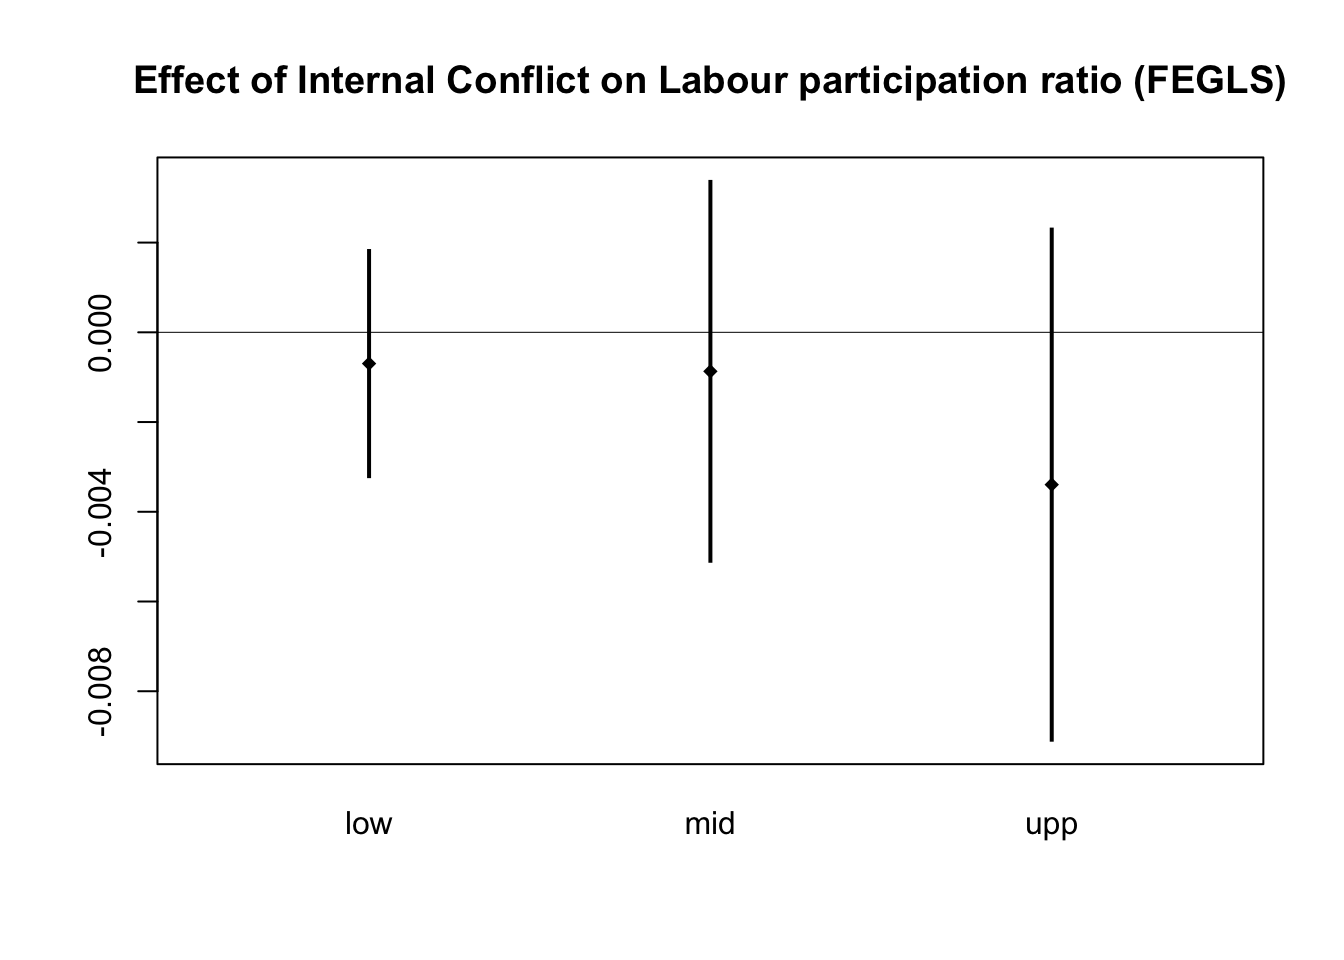 Effect of Internal Conflict on Labour participation ratio (FEGLS)
0.000
-0.004
-0.008
low mid upp